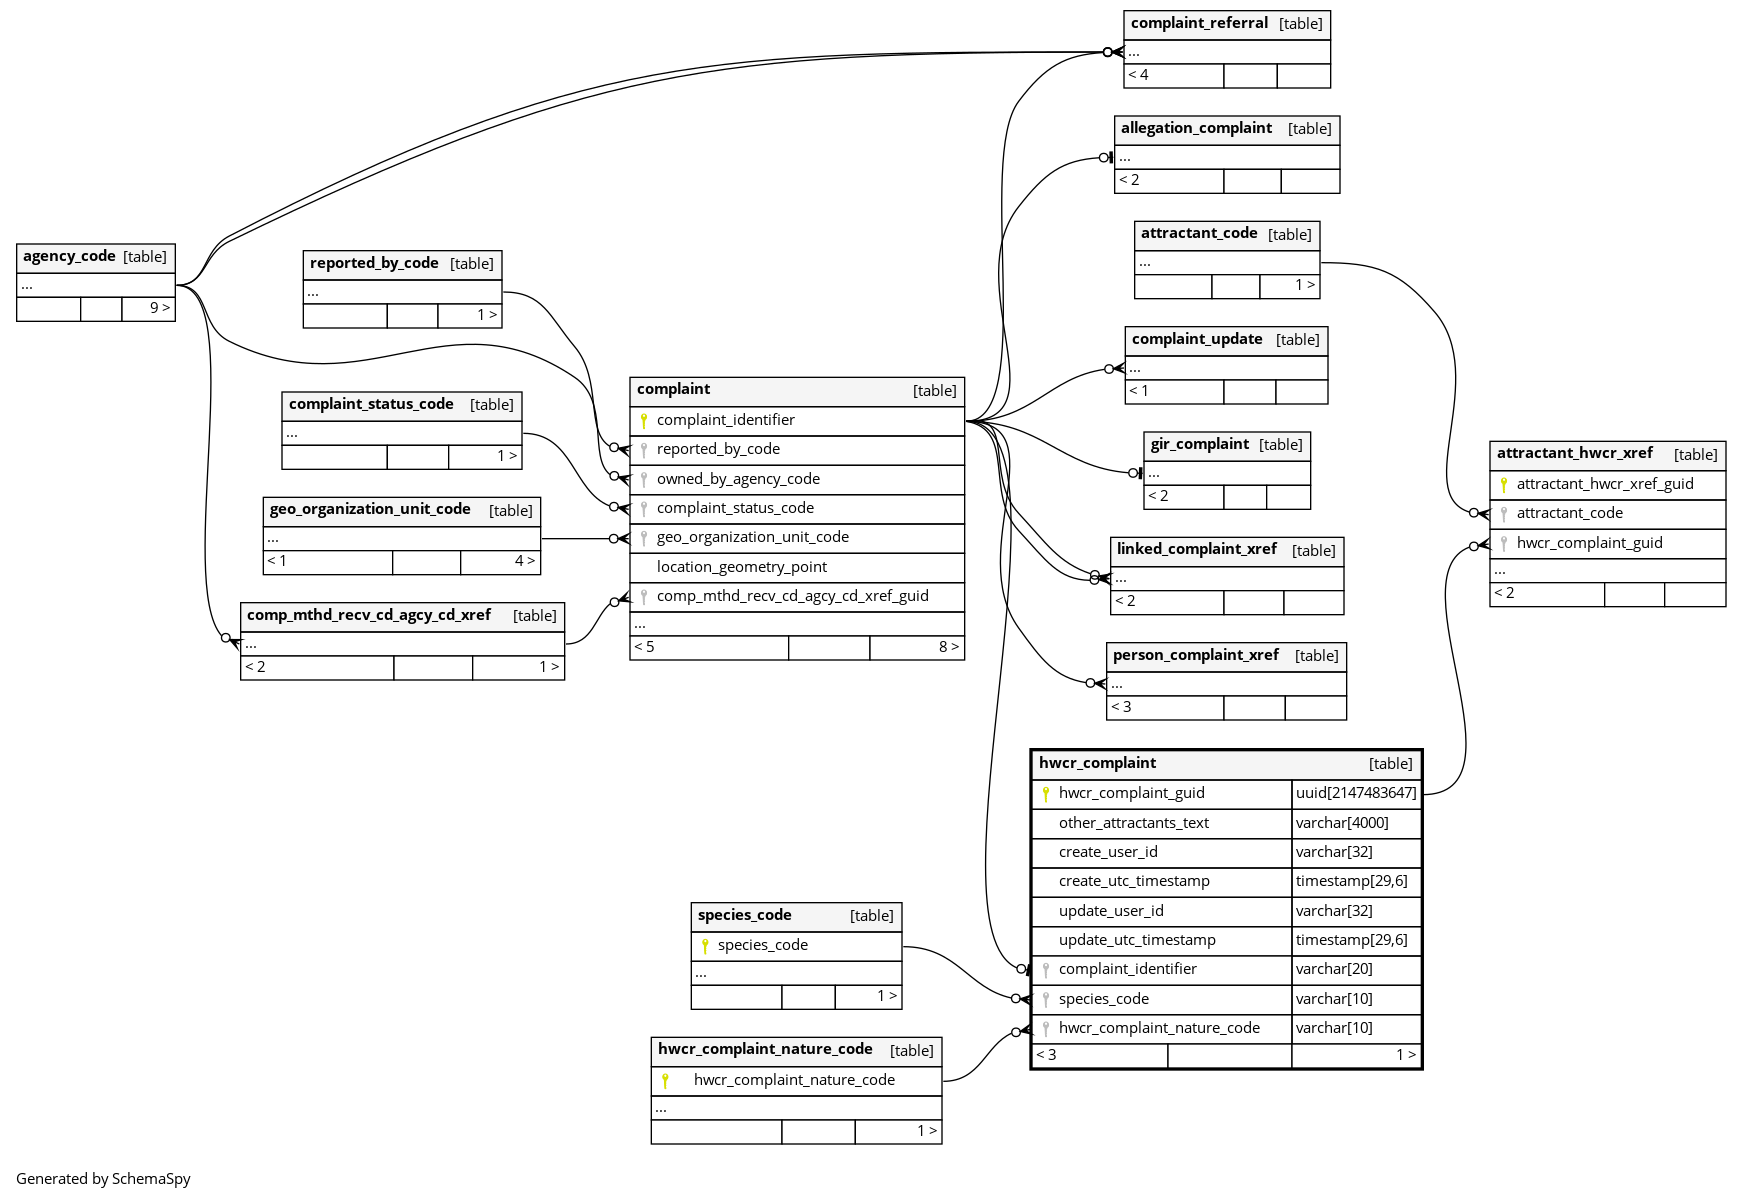 complaint_referral [table]
...
< 4
allegation_complaint [table]
...
< 2
attractant_code [table]
...
1 >
agency_code [table]
...
9 >
reported_by_code [table]
...
1 >
complaint_update [table]
...
< 1
complaint [table]
complaint_identifier
reported_by_code
owned_by_agency_code
complaint_status_code
geo_organization_unit_code
location_geometry_point
comp_mthd_recv_cd_agcy_cd_xref_guid
...
< 5 8 >
complaint_status_code [table]
...
1 >
gir_complaint [table]
...
< 2
attractant_hwcr_xref [table]
attractant_hwcr_xref_guid
attractant_code
hwcr_complaint_guid
...
< 2
geo_organization_unit_code [table]
...
< 1 4 >
linked_complaint_xref [table]
...
< 2
comp_mthd_recv_cd_agcy_cd_xref [table]
...
< 2 1 >
person_complaint_xref [table]
...
< 3
hwcr_complaint [table]
hwcr_complaint_guid uuid[2147483647]
other_attractants_text varchar[4000]
create_user_id varchar[32]
create_utc_timestamp timestamp[29,6]
update_user_id varchar[32]
update_utc_timestamp timestamp[29,6]
complaint_identifier varchar[20]
species_code varchar[10]
hwcr_complaint_nature_code varchar[10]
< 3 1 >
species_code [table]
species_code
...
1 >
hwcr_complaint_nature_code [table]
hwcr_complaint_nature_code
...
1 >
Generated by SchemaSpy